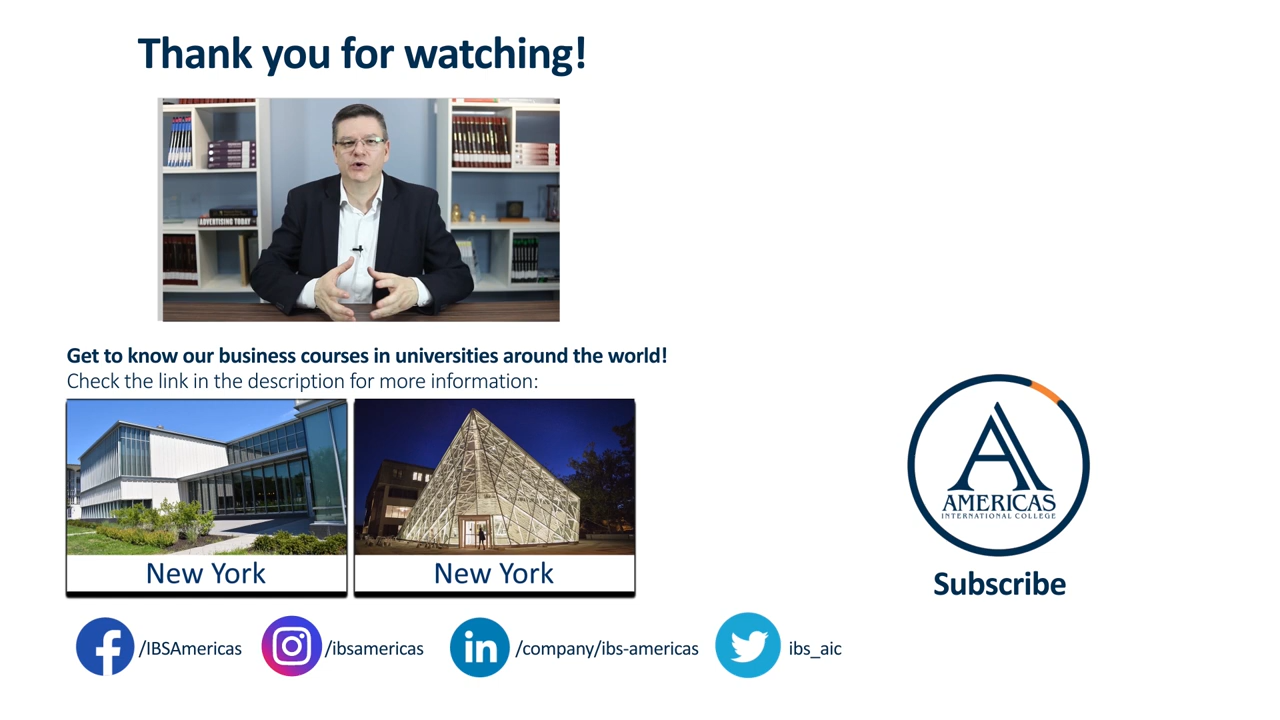 Thank you for watching!
ADVERTISING TODAY
Get to know our business courses in universities around the world!
Check the link in the description for more information:
New York
New York
AMERICAS
INTERNATIONAL COLLEGE
Subscribe
/IBSAmericas
/ibsamericas
in
/company/ibs-americas
ibs_aic